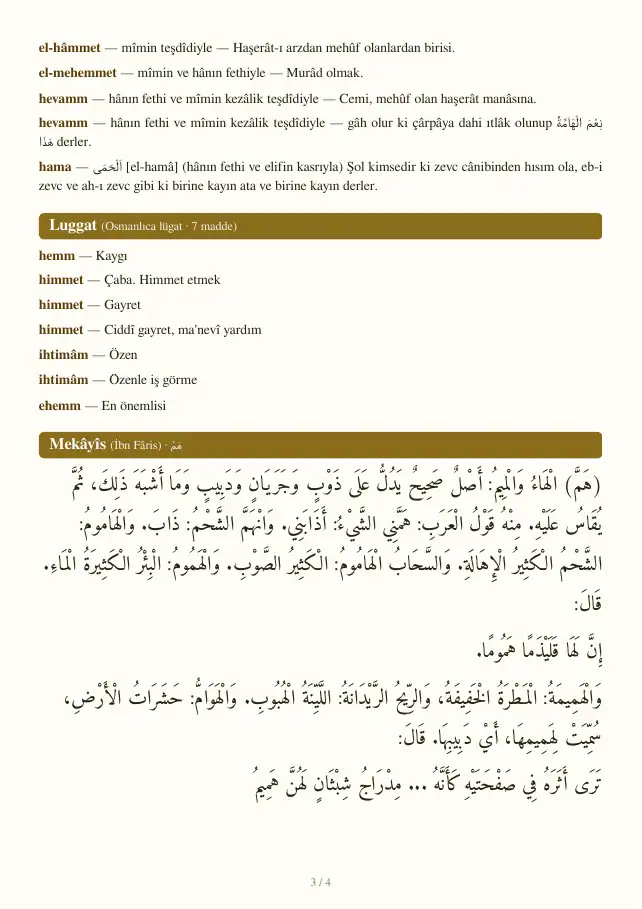 el-hâmmet — mîmin teşdîdiyle — Haşerât-ı arzdan mehûf olanlardan birisi.
el-mehemmet — mîmin ve hânın fethiyle — Murâd olmak.
hevamm — hânın fethi ve mîmin kezâlik teşdîdiyle — Cemi, mehûf olan haşerât manâsına.
hevamm — hânın fethi ve mîmin kezâlik teşdîdiyle — gâh olur ki çârpâya dahi ıtlâk olunup نِعْمَ الْهَامَّةُ
هَذَا derler.
hama — اَلْحَمَى [el-hamâ] (hânın fethi ve elifin kasrıyla) Şol kimsedir ki zevc cânibinden hısım ola, eb-i
zevc ve ah-ı zevc gibi ki birine kayın ata ve birine kayın derler.
Luggat (Osmanlıca lügat · 7 madde)
hemm — Kaygı
himmet — Çaba. Himmet etmek
himmet — Gayret
himmet — Ciddî gayret, ma'nevî yardım
ihtimâm — Özen
ihtimâm — Özenle iş görme
ehemm — En önemlisi
Mekâyîs (İbn Fâris) · هَمَّ
(هَمَّ) الْهَاءُ وَالْمِيمُ: أَصْلٌ صَحِيحٌ يَدُلُّ عَلَى ذَوْبٍ وَجَرَيَانٍ وَدَبِيبٍ وَمَا أَشْبَهَ ذَلِكَ، ثُمَّ
يُقَاسُ عَلَيْهِ. مِنْهُ قَوْلُ الْعَرَبِ: هَمَّنِي الشَّيْءُ: أَذَابَنِي. وَانْهَمَّ الشَّحْمُ: ذَابَ. وَالْهَامُومُ:
الشَّحْمُ الْكَثِيرُ الْإِهَالَةِ. وَالسَّحَابُ الْهَامُومُ: الْكَثِيرُ الصَّوْبِ. وَالْهَمُومُ: الْبِئْرُ الْكَثِيرَةُ الْمَاءِ.
قَالَ:
إِنَّ لَهَا قَلَيْذَمًا هَمُومًا.
وَالْهَمِيمَةُ: الْمَطْرَةُ الْخَفِيفَةُ، وَالرِّيحُ الرَّيْدَانَةُ: اللَّيِّنَةُ الْهُبُوبِ. وَالْهَوَامُّ: حَشَرَاتُ الْأَرْضِ،
سُمِّيَتْ لِهَمِيمِهَا، أَيْ دَبِيبِهَا. قَالَ:
تَرَى أَثَرَهُ فِي صَفْحَتَيْهِ كَأَنَّهُ ... مِدْرَاجُ شِبْثَانٍ لَهُنَّ هَمِيمُ
3 / 4